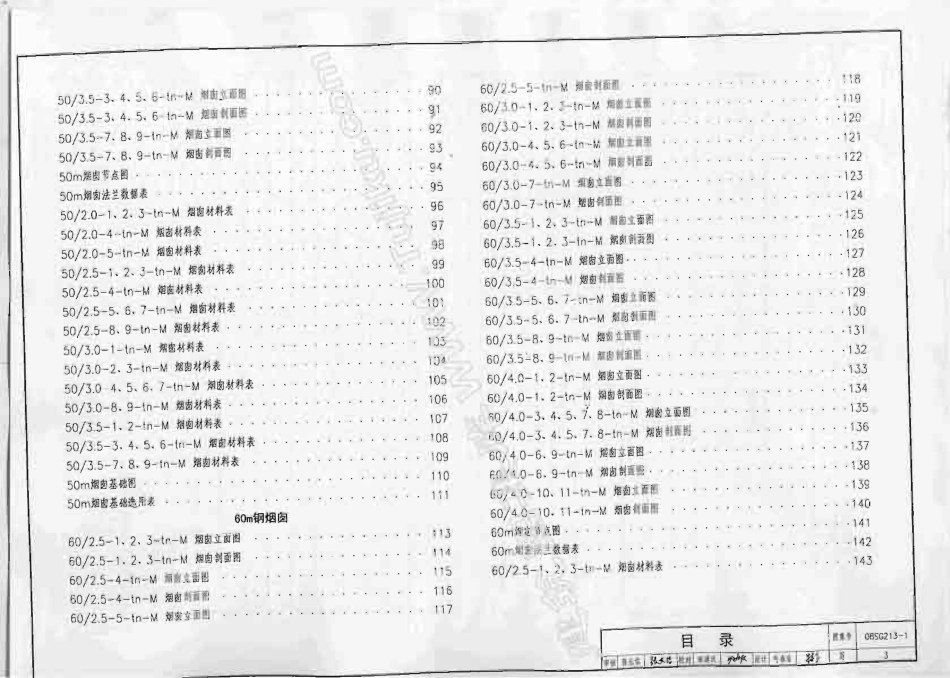 50/3.5-3、4、5、6-tn-M 烟囱立面图 90
50/3.5-3、4、5、6-tn-M 烟囱剖面图 91
50/3.5-7、8、9-tn-M 烟囱立面图 92
50/3.5-7、8、9-tn-M 烟囱剖面图 93
50m烟囱节点图 94
50m烟囱法兰数据表 95
50/2.0-1、2、3-tn-M 烟囱材料表 96
50/2.0-4-tn-M 烟囱材料表 97
50/2.0-5-tn-M 烟囱材料表 98
50/2.5-1、2、3-tn-M 烟囱材料表 99
50/2.5-4-tn-M 烟囱材料表 100
50/2.5-5、6、7-tn-M 烟囱材料表 101
50/2.5-8、9-tn-M 烟囱材料表 102
50/3.0-1-tn-M 烟囱材料表 103
50/3.0-2、3-tn-M 烟囱材料表 104
50/3.0-4、5、6、7-tn-M 烟囱材料表 105
50/3.0-8、9-tn-M 烟囱材料表 106
50/3.5-1、2-tn-M 烟囱材料表 107
50/3.5-3、4、5、6-tn-M 烟囱材料表 108
50/3.5-7、8、9-tn-M 烟囱材料表 109
50m烟囱基础图 110
50m烟囱基础选用表 111
60m钢烟囱
60/2.5-1、2、3-tn-M 烟囱立面图 113
60/2.5-1、2、3-tn-M 烟囱剖面图 114
60/2.5-4-tn-M 烟囱立面图 115
60/2.5-4-tn-M 烟囱剖面图 116
60/2.5-5-tn-M 烟囱立面图 117
60/2.5-5-tn-M 烟囱剖面图 118
60/3.0-1、2、3-tn-M 烟囱立面图 119
60/3.0-1、2、3-tn-M 烟囱剖面图 120
60/3.0-4、5、6-tn-M 烟囱立面图 121
60/3.0-4、5、6-tn-M 烟囱剖面图 122
60/3.0-7-tn-M 烟囱立面图 123
60/3.0-7-tn-M 烟囱剖面图 124
60/3.5-1、2、3-tn-M 烟囱立面图 125
60/3.5-1、2、3-tn-M 烟囱剖面图 126
60/3.5-4-tn-M 烟囱立面图 127
60/3.5-4-tn-M 烟囱剖面图 128
60/3.5-5、6、7-tn-M 烟囱立面图 129
60/3.5-5、6、7-tn-M 烟囱剖面图 130
60/3.5-8、9-tn-M 烟囱立面图 131
60/3.5-8、9-tn-M 烟囱剖面图 132
60/4.0-1、2-tn-M 烟囱立面图 133
60/4.0-1、2-tn-M 烟囱剖面图 134
60/4.0-3、4、5、7、8-tn-M 烟囱立面图 135
60/4.0-3、4、5、7、8-tn-M 烟囱剖面图 136
60/4.0-6、9-tn-M 烟囱立面图 137
60/4.0-6、9-tn-M 烟囱剖面图 138
60/4.0-10、11-tn-M 烟囱立面图 139
60/4.0-10、11-tn-M 烟囱剖面图 140
60m烟囱节点图 141
60m烟囱法兰数据表 142
60/2.5-1、2、3-tn-M 烟囱材料表 143
目 录 图集号 08SG213-1
审核 校对 设计 页 3